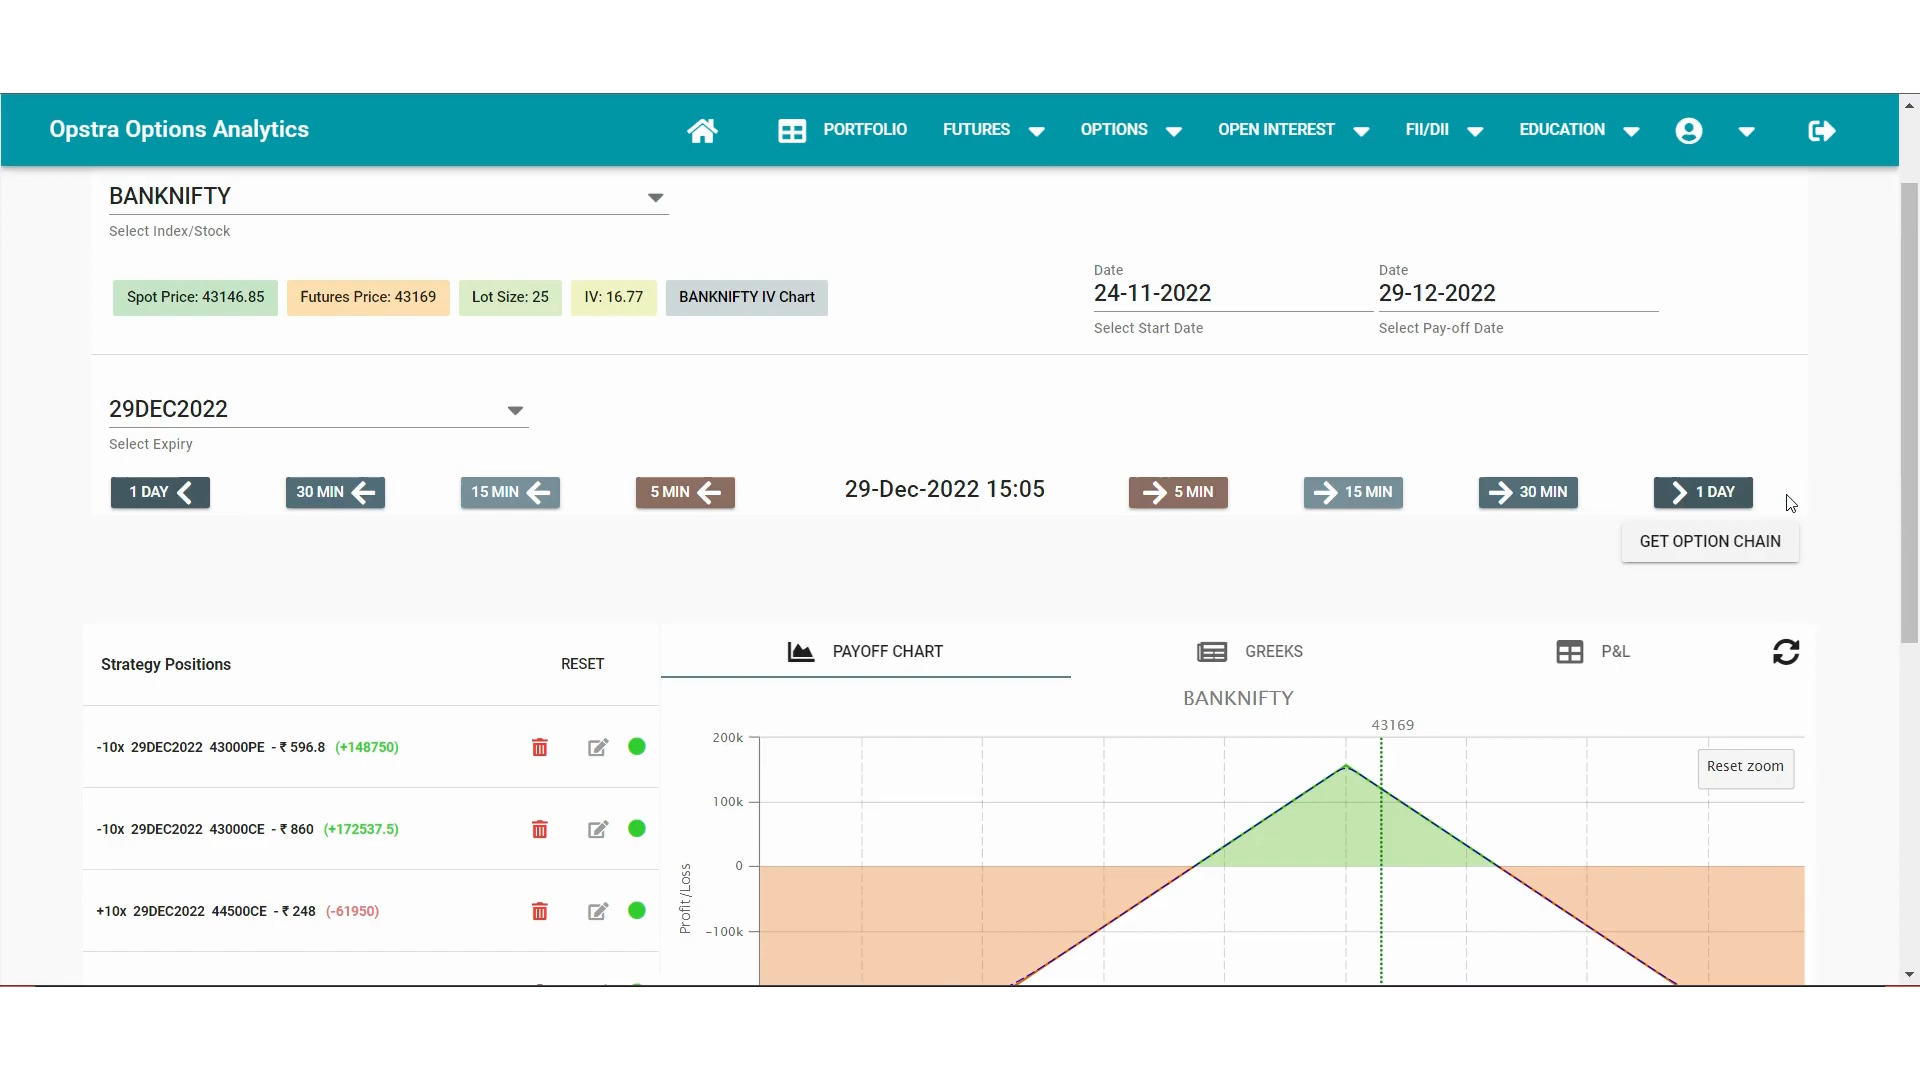 Opstra Options Analytics
PORTFOLIO
FUTURES
OPTIONS
OPEN INTEREST
FII/DII
EDUCATION
BANKNIFTY
Select Index/Stock
Spot Price: 43146.85
Futures Price: 43169
Lot Size: 25
IV: 16.77
BANKNIFTY IV Chart
Date
24-11-2022
Select Start Date
Date
29-12-2022
Select Pay-off Date
29DEC2022
Select Expiry
1 DAY
30 MIN
15 MIN
5 MIN
29-Dec-2022 15:05
5 MIN
15 MIN
30 MIN
1 DAY
GET OPTION CHAIN
Strategy Positions
RESET
-10x 29DEC2022 43000PE - ₹ 596.8 (+148750)
-10x 29DEC2022 43000CE - ₹ 860 (+172537.5)
+10x 29DEC2022 44500CE - ₹ 248 (-61950)
PAYOFF CHART
GREEKS
P&L
BANKNIFTY
43169
Reset zoom
Profit/Loss
200k
100k
0
-100k